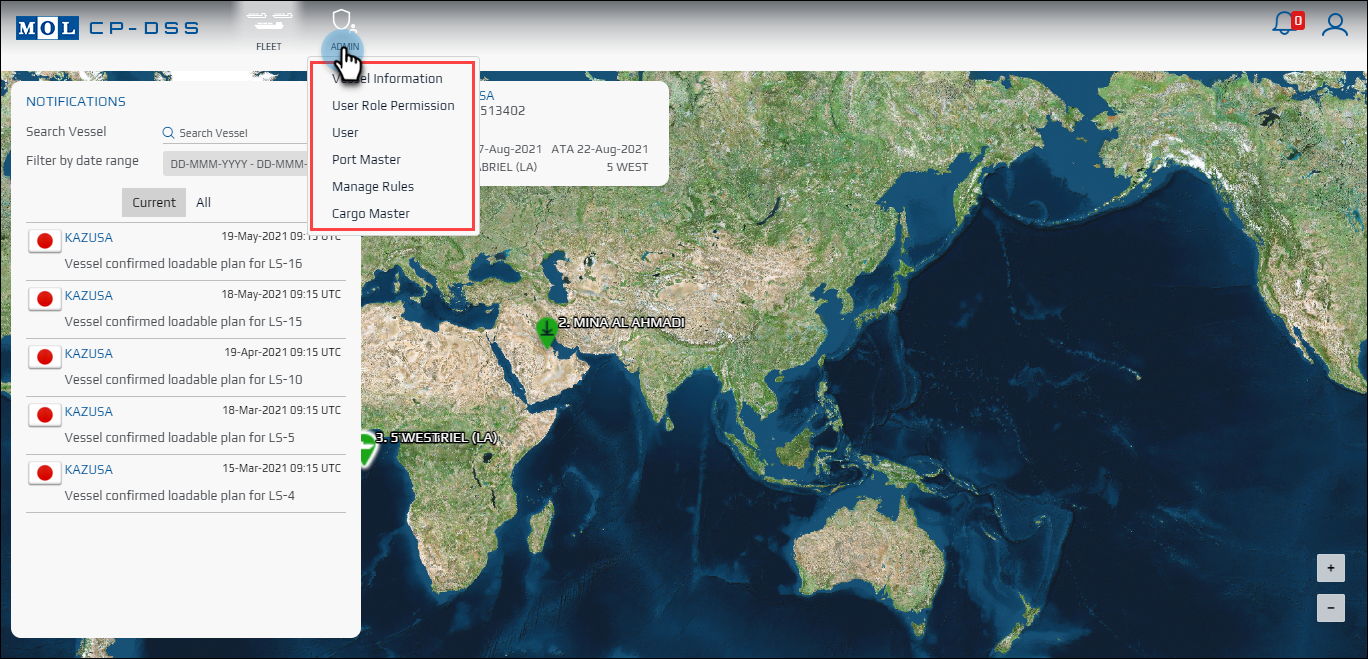 MOL CP-DSS
FLEET
ADMIN
0
Vessel Information
User Role Permission
User
Port Master
Manage Rules
Cargo Master
NOTIFICATIONS
Search Vessel
Search Vessel
Filter by date range
DD-MMM-YYYY - DD-MMM-
Current
All
KAZUSA
19-May-2021 09:15 UTC
Vessel confirmed loadable plan for LS-16
KAZUSA
18-May-2021 09:15 UTC
Vessel confirmed loadable plan for LS-15
KAZUSA
19-Apr-2021 09:15 UTC
Vessel confirmed loadable plan for LS-10
KAZUSA
18-Mar-2021 09:15 UTC
Vessel confirmed loadable plan for LS-5
KAZUSA
15-Mar-2021 09:15 UTC
Vessel confirmed loadable plan for LS-4
SA
513402
7-Aug-2021 ATA 22-Aug-2021
ABRIEL (LA) 5 WEST
2. MINA AL AHMADI
3. 5 WESTRIEL (LA)
+
−